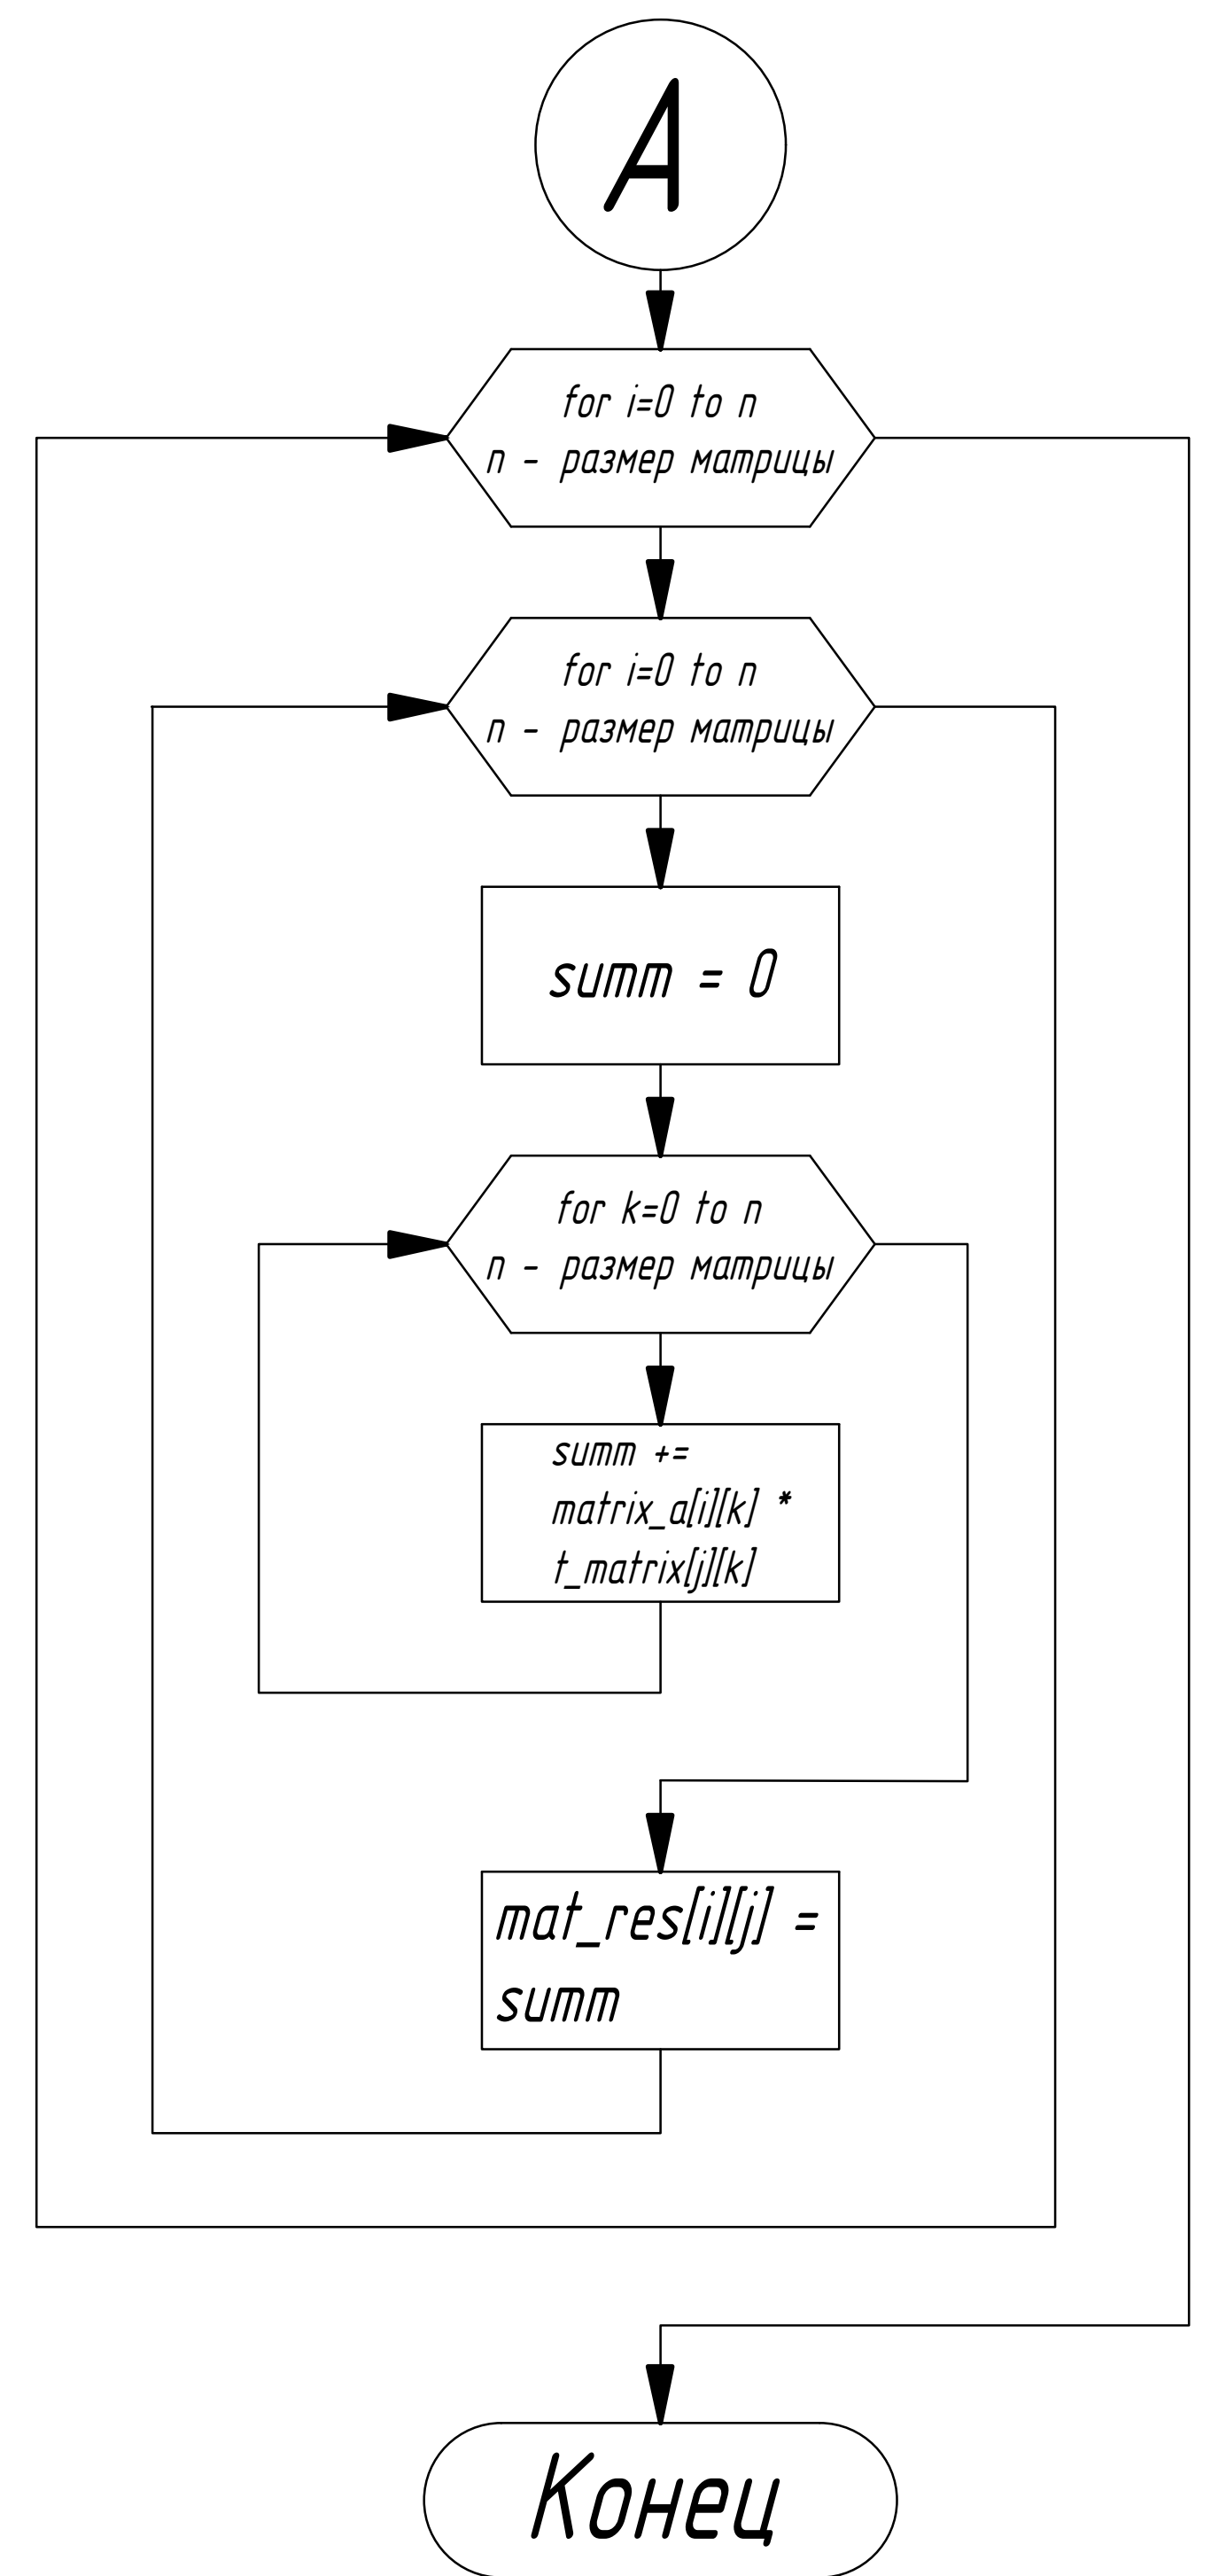 A
for i=0 to n
n - размер матрицы
for i=0 to n
n - размер матрицы
summ = 0
for k=0 to n
n - размер матрицы
summ +=
matrix_a[i][k] *
t_matrix[j][k]
mat_res[i][j] =
summ
Конец